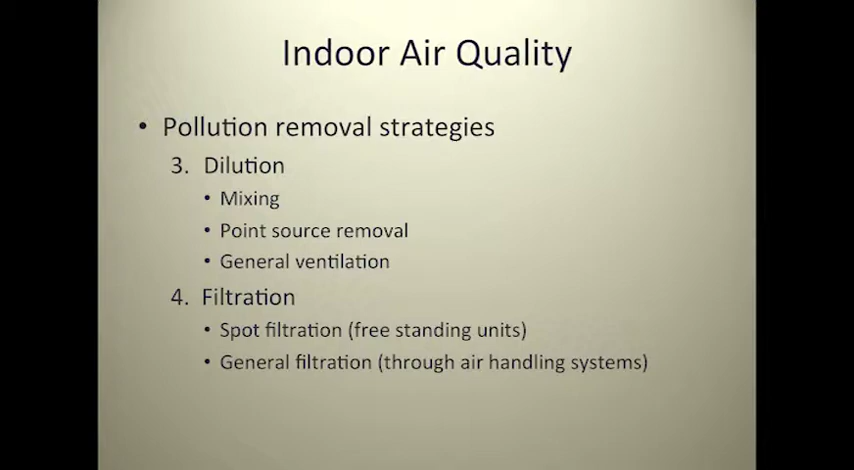 Indoor Air Quality
• Pollution removal strategies
3. Dilution
• Mixing
• Point source removal
• General ventilation
4. Filtration
• Spot filtration (free standing units)
• General filtration (through air handling systems)